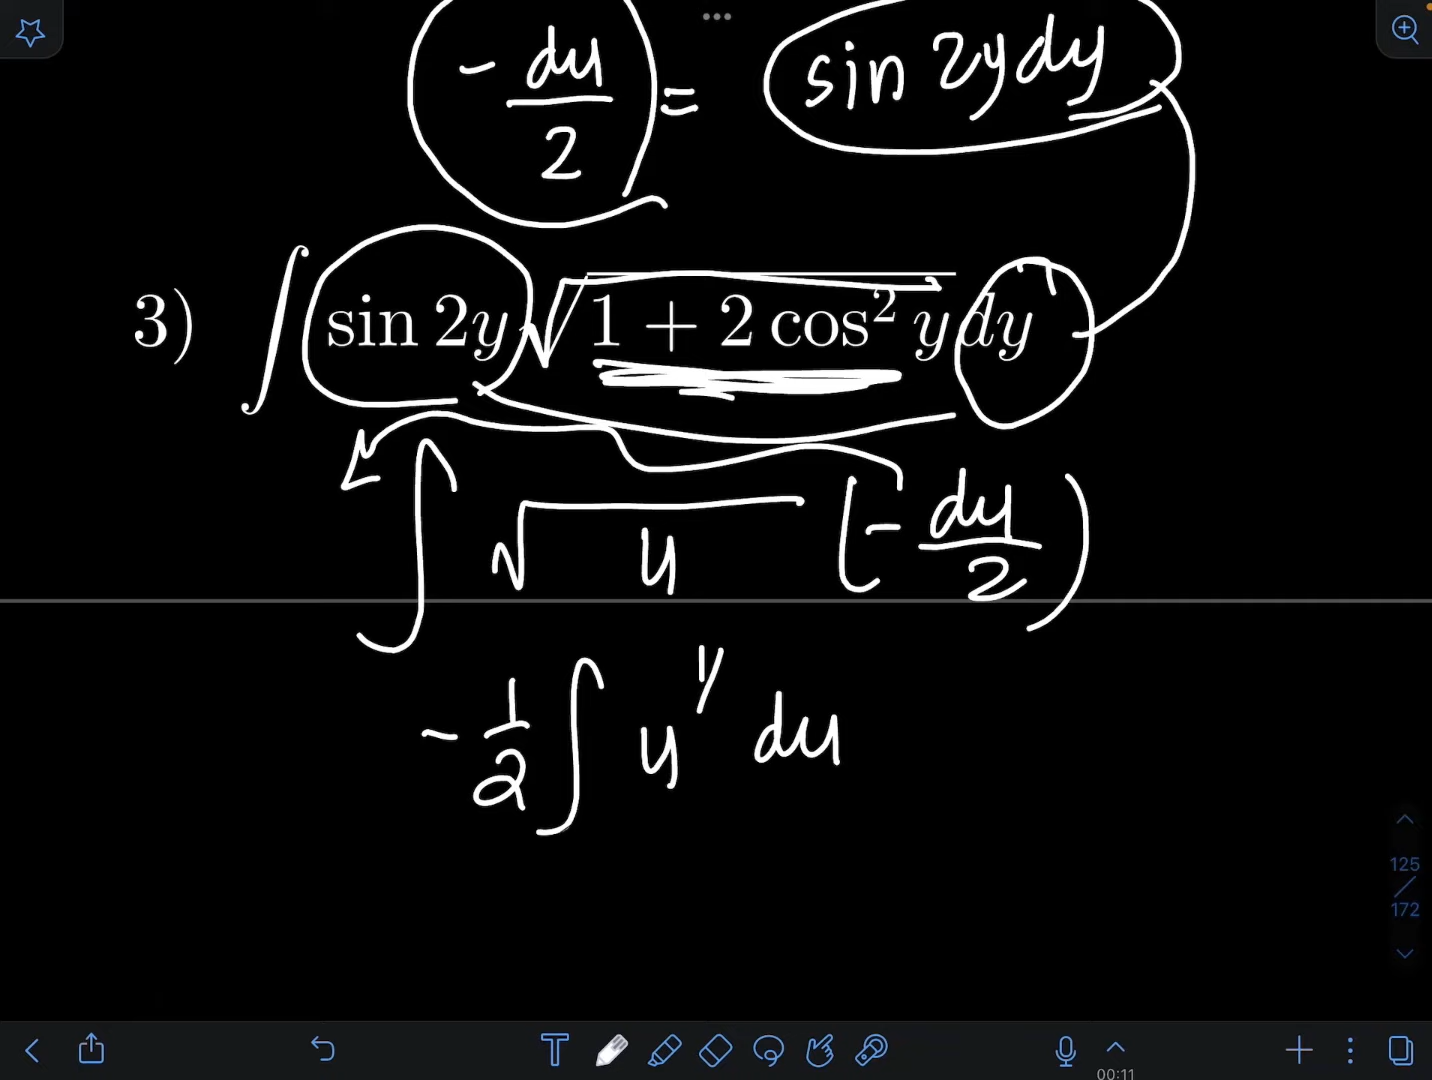 - du/2 = sin 2y dy
3) ∫ sin 2y √(1 + 2 cos² y) dy
∫ √u (- du/2)
- 1/2 ∫ u^1/ du
125
/
172
T
00:11